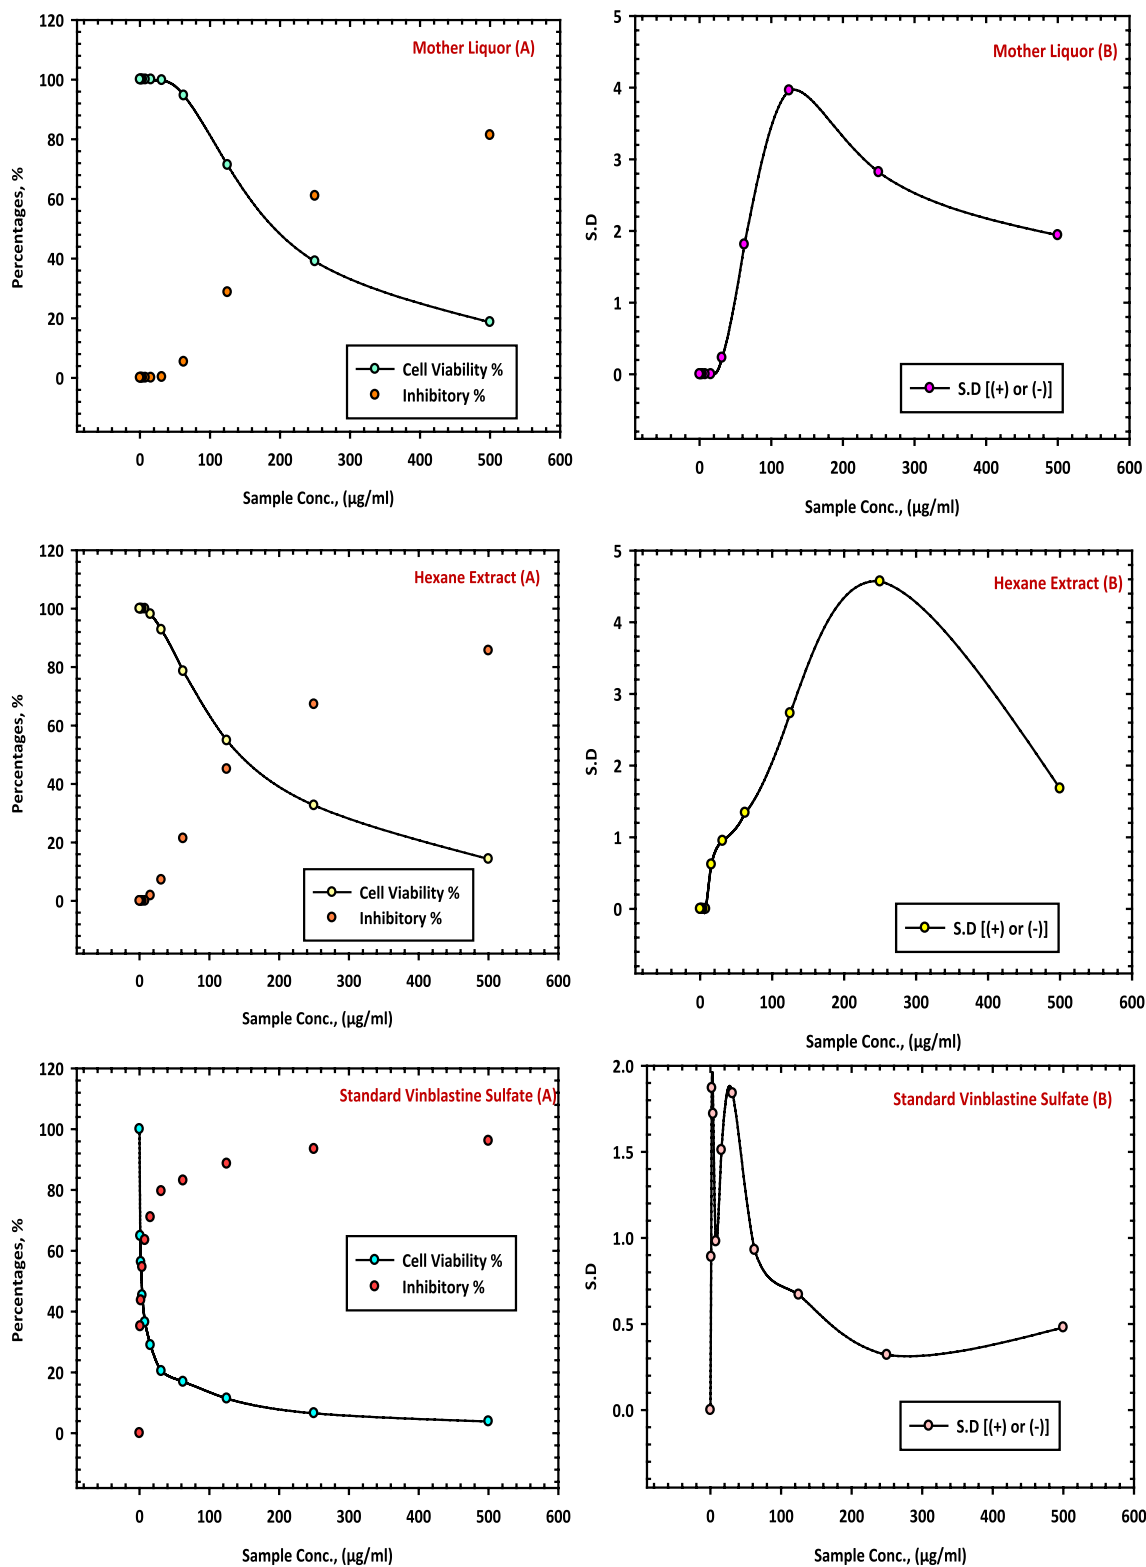 Mother Liquor (A)
120
100
80
60
40
20
0
Percentages, %
Cell Viability %
Inhibitory %
0 100 200 300 400 500 600
Sample Conc., (µg/ml)
Mother Liquor (B)
5
4
3
2
1
0
S.D
S.D [(+) or (-)]
0 100 200 300 400 500 600
Sample Conc., (µg/ml)
Hexane Extract (A)
120
100
80
60
40
20
0
Percentages, %
Cell Viability %
Inhibitory %
0 100 200 300 400 500 600
Sample Conc., (µg/ml)
Hexane Extract (B)
5
4
3
2
1
0
S.D
S.D [(+) or (-)]
0 100 200 300 400 500 600
Sample Conc., (µg/ml)
Standard Vinblastine Sulfate (A)
120
100
80
60
40
20
0
Percentages, %
Cell Viability %
Inhibitory %
0 100 200 300 400 500 600
Sample Conc., (µg/ml)
Standard Vinblastine Sulfate (B)
2.0
1.5
1.0
0.5
0.0
S.D
S.D [(+) or (-)]
0 100 200 300 400 500 600
Sample Conc., (µg/ml)